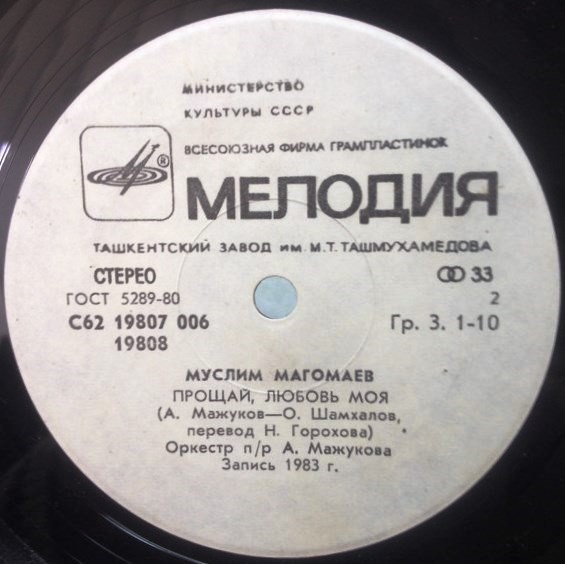 МИНИСТЕРСТВО
КУЛЬТУРЫ СССР
ВСЕСОЮЗНАЯ ФИРМА ГРАМПЛАСТИНОК
®
МЕЛОДИЯ
ТАШКЕНТСКИЙ ЗАВОД ИМ. М.Т. ТАШМУХАМЕДОВА
СТЕРЕО 33
ГОСТ 5289-80 2
С62 19807 006 Гр. 3. 1-10
19808
МУСЛИМ МАГОМАЕВ
ПРОЩАЙ, ЛЮБОВЬ МОЯ
(А. Мажуков—О. Шамхалов,
перевод Н. Горохова)
Оркестр п/р А. Мажукова
Запись 1983 г.